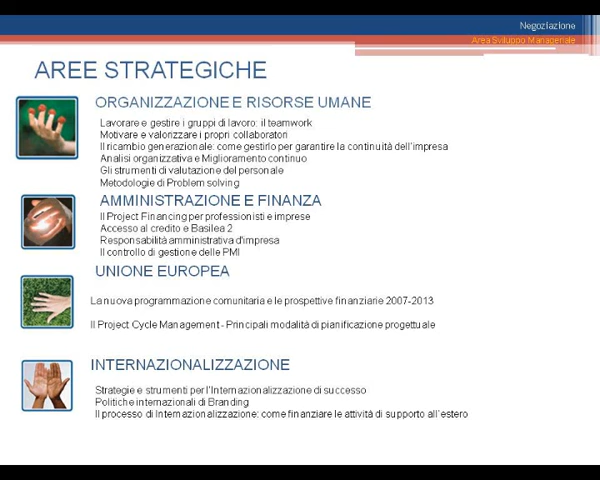 Negoziazione
Area Sviluppo Manageriale
AREE STRATEGICHE
ORGANIZZAZIONE E RISORSE UMANE
Lavorare e gestire i gruppi di lavoro: il teamwork
Motivare e valorizzare i propri collaboratori
Il ricambio generazionale: come gestirlo per garantire la continuità dell'impresa
Analisi organizzativa e Miglioramento continuo
Gli strumenti di valutazione del personale
Metodologie di Problem solving
AMMINISTRAZIONE E FINANZA
Il Project Financing per professionisti e imprese
Accesso al credito e Basilea 2
Responsabilità amministrativa d'impresa
Il controllo di gestione delle PMI
UNIONE EUROPEA
La nuova programmazione comunitaria e le prospettive finanziarie 2007-2013
Il Project Cycle Management - Principali modalità di pianificazione progettuale
INTERNAZIONALIZZAZIONE
Strategie e strumenti per l'Internazionalizzazione di successo
Politiche internazionali di Branding
Il processo di Internazionalizzazione: come finanziare le attività di supporto all'estero